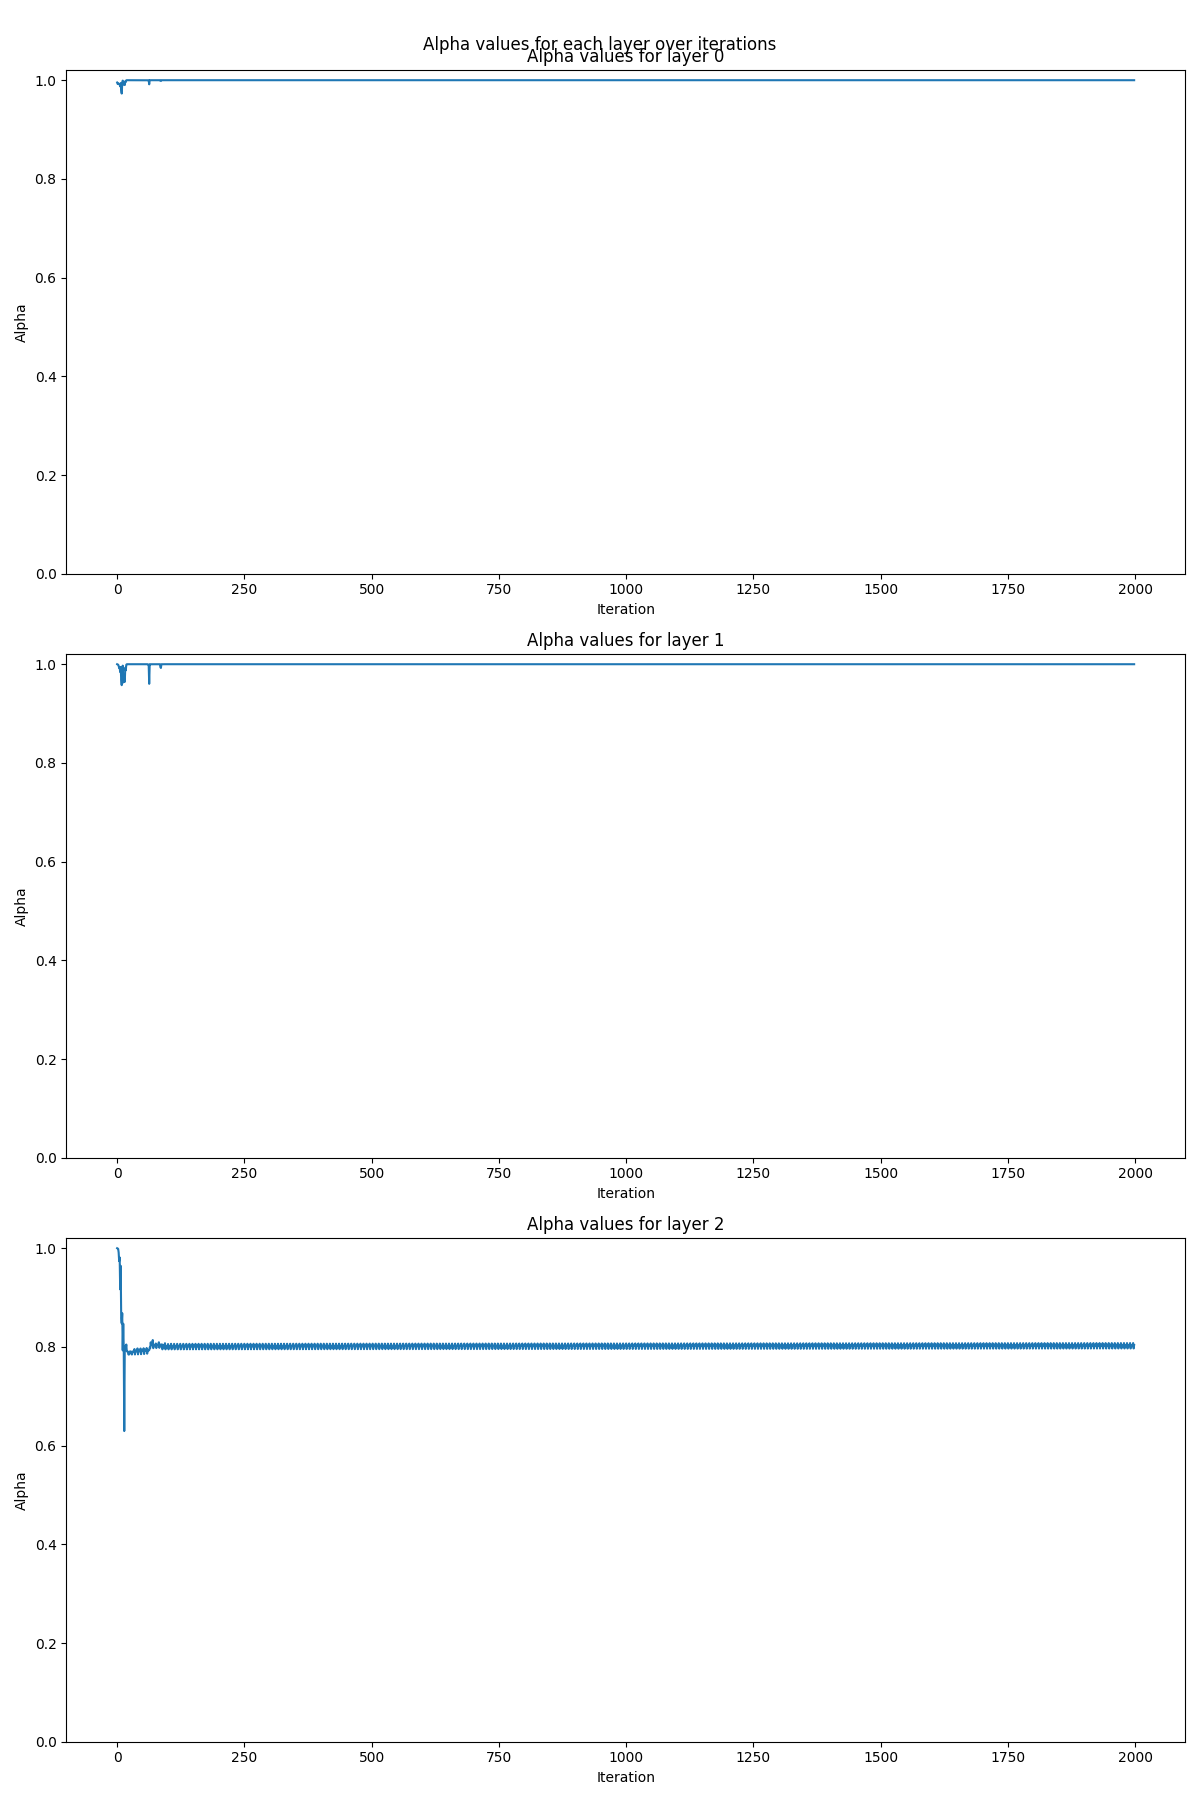 Alpha values for each layer over iterations
Alpha values for layer 0
1.0
0.8
0.6
0.4
0.2
0.0
Alpha
0 250 500 750 1000 1250 1500 1750 2000
Iteration
Alpha values for layer 1
1.0
0.8
0.6
0.4
0.2
0.0
Alpha
0 250 500 750 1000 1250 1500 1750 2000
Iteration
Alpha values for layer 2
1.0
0.8
0.6
0.4
0.2
0.0
Alpha
0 250 500 750 1000 1250 1500 1750 2000
Iteration